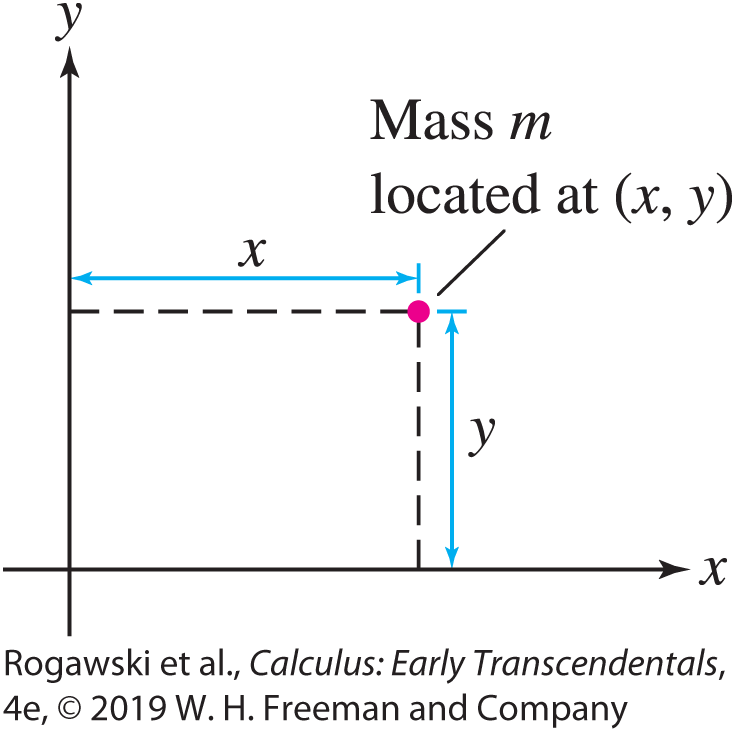 y
Mass m
located at (x, y)
x
y
x
Rogawski et al., Calculus: Early Transcendentals,
4e, © 2019 W. H. Freeman and Company